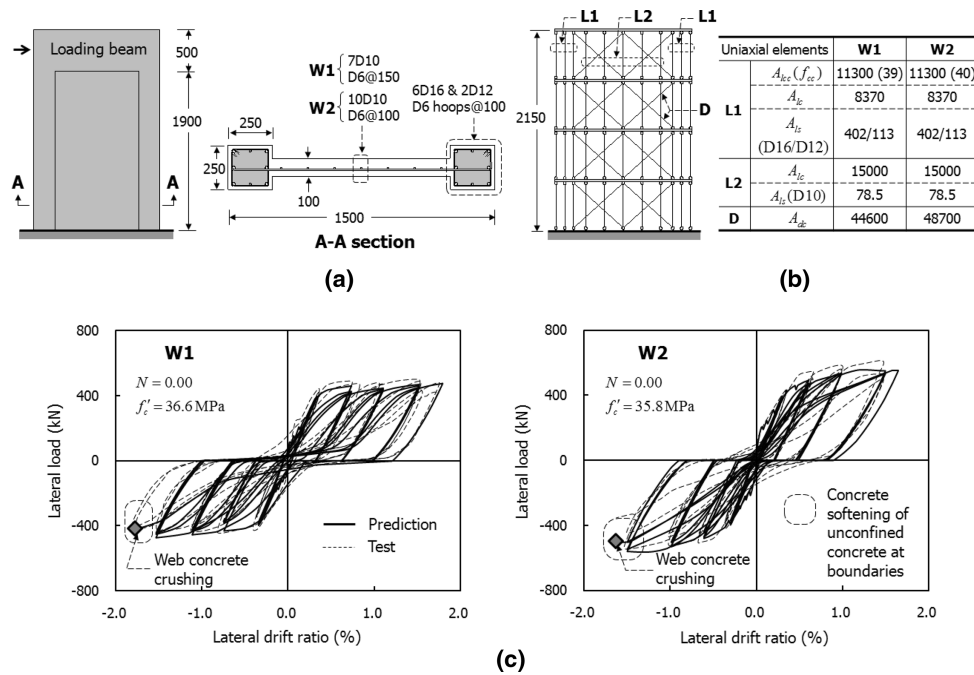 Loading beam
500
1900
A
A
W1
7D10
D6@150
W2
10D10
D6@100
6D16 & 2D12
D6 hoops@100
250
250
100
1500
A-A section
(a)
L1
L2
L1
D
2150
Uniaxial elements W1 W2
L1
Alcc (fcc) 11300 (39) 11300 (40)
Alc 8370 8370
Als (D16/D12) 402/113 402/113
L2
Alc 15000 15000
Als (D10) 78.5 78.5
D Adc 44600 48700
(b)
800
400
0
-400
-800
Lateral load (kN)
W1
N = 0.00
f'c = 36.6 MPa
Prediction
Test
Web concrete
crushing
-2.0 -1.0 0.0 1.0 2.0
Lateral drift ratio (%)
800
400
0
-400
-800
Lateral load (kN)
W2
N = 0.00
f'c = 35.8 MPa
Concrete
softening of
unconfined
concrete at
boundaries
Web concrete
crushing
-2.0 -1.0 0.0 1.0 2.0
Lateral drift ratio (%)
(c)